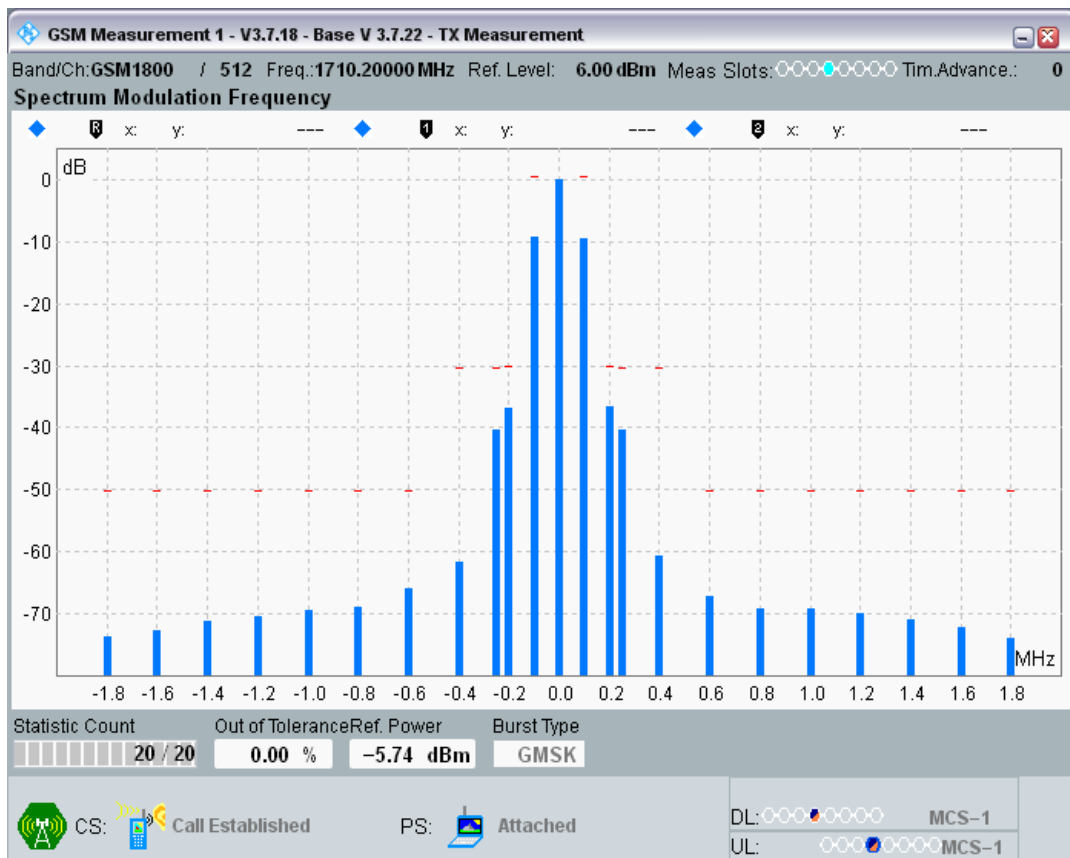 GSM Measurement 1 - V3.7.18 - Base V 3.7.22 - TX Measurement
Band/Ch:GSM1800 / 512 Freq.:1710.20000 MHz Ref. Level: 6.00 dBm Meas Slots: Tim.Advance.: 0
Spectrum Modulation Frequency
R x: y: --- 1 x: y: --- 2 x: y: ---
dB
0
-10
-20
-30
-40
-50
-60
-70
MHz
-1.8 -1.6 -1.4 -1.2 -1.0 -0.8 -0.6 -0.4 -0.2 0.0 0.2 0.4 0.6 0.8 1.0 1.2 1.4 1.6 1.8
Statistic Count Out of Tolerance Ref. Power Burst Type
20 / 20 0.00 % −5.74 dBm GMSK
CS: Call Established PS: Attached DL: MCS−1
UL: MCS−1